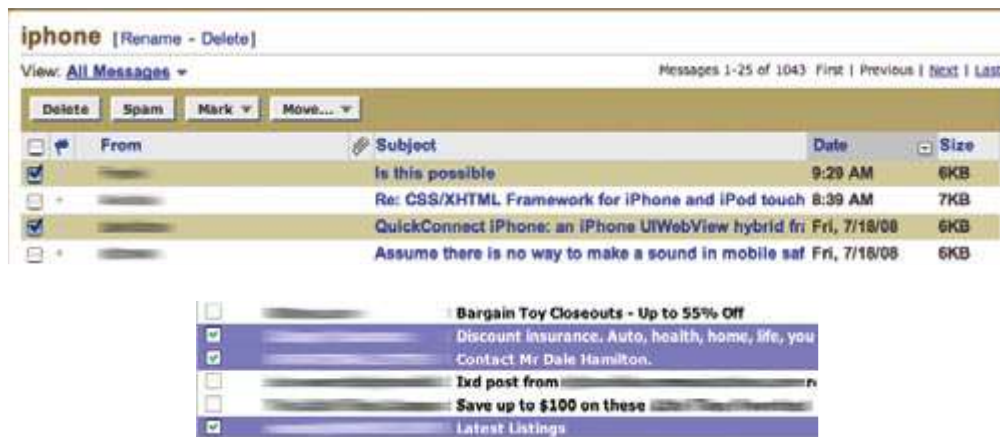 iphone [Rename - Delete]
View: All Messages Messages 1-25 of 1043 First | Previous | Next | Last
Delete Spam Mark Move...
From Subject Date Size
Is this possible 9:29 AM 6KB
Re: CSS/XHTML Framework for iPhone and iPod touch 8:39 AM 7KB
QuickConnect iPhone: an iPhone UIWebView hybrid fr Fri, 7/18/08 6KB
Assume there is no way to make a sound in mobile saf Fri, 7/18/08 6KB
Bargain Toy Closeouts - Up to 55% Off
Discount insurance. Auto, health, home, life, you
Contact Mr Dale Hamilton.
Ixd post from
Save up to $100 on these
Latest Listings